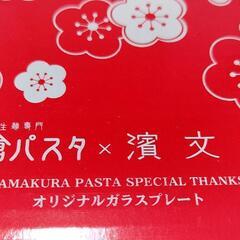 生麺専門
倉パスタ × 濱文
AMAKURA PASTA SPECIAL THANKS
オリジナルガラスプレート